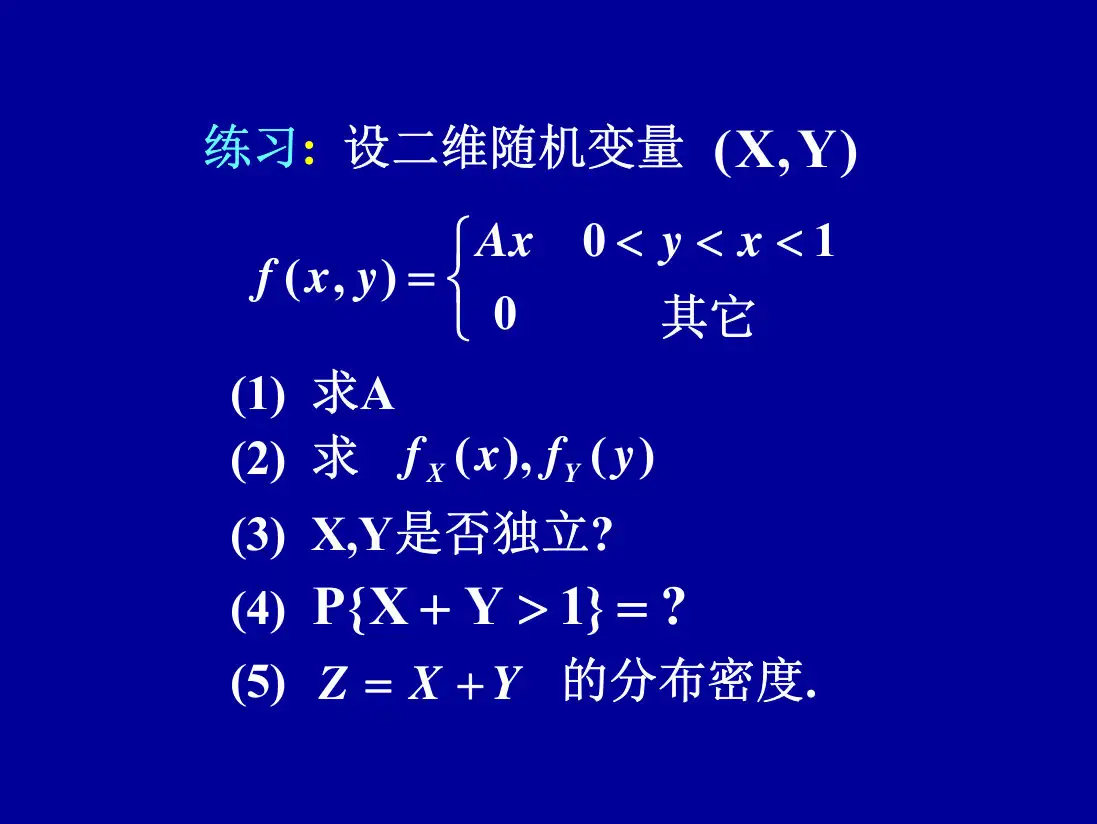 练习: 设二维随机变量 (X,Y)
f(x,y)={Ax 0<y<x<1
0 其它
(1) 求A
(2) 求 f_X(x),f_Y(y)
(3) X,Y是否独立?
(4) P{X+Y>1}=?
(5) Z=X+Y 的分布密度.